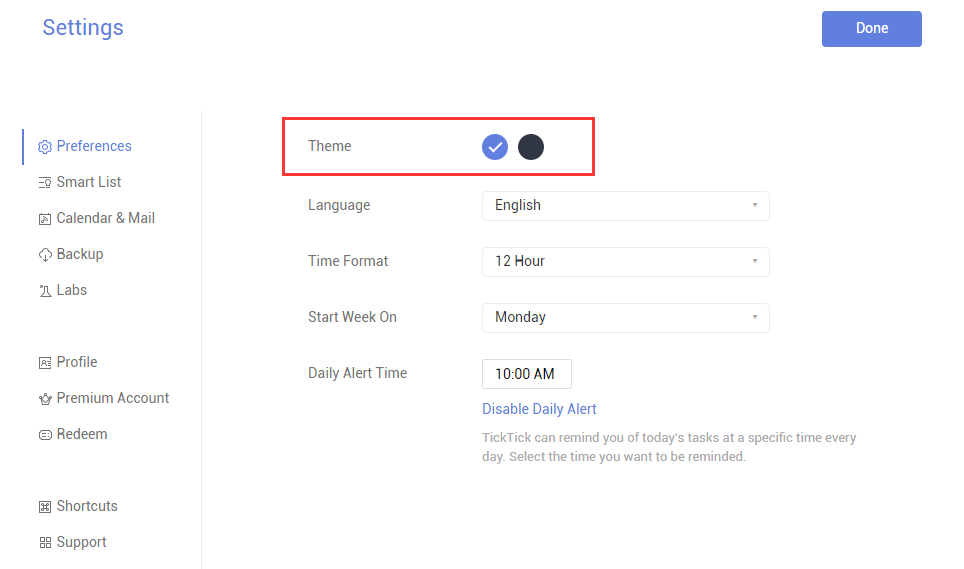 Settings
Done
Preferences
Smart List
Calendar & Mail
Backup
Labs
Profile
Premium Account
Redeem
Shortcuts
Support
Theme
Language
English
Time Format
12 Hour
Start Week On
Monday
Daily Alert Time
10:00 AM
Disable Daily Alert
TickTick can remind you of today's tasks at a specific time every
day. Select the time you want to be reminded.